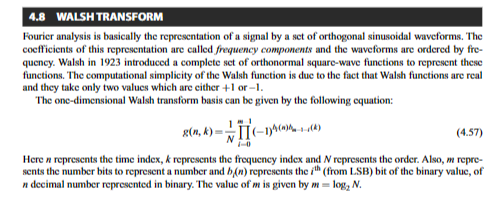 4.8 WALSH TRANSFORM
Fourier analysis is basically the representation of a signal by a set of orthogonal sinusoidal waveforms. The
coefficients of this representation are called frequency components and the waveforms are ordered by fre-
quency. Walsh in 1923 introduced a complete set of orthonormal square-wave functions to represent these
functions. The computational simplicity of the Walsh function is due to the fact that Walsh functions are real
and they take only two values which are either +1 or –1.
The one-dimensional Walsh transform basis can be given by the following equation:
g(n, k) = 1/N ∏_{i=0}^{m–1} (–1)^{b_i(n) b_{m–1–i}(k)} (4.57)
Here n represents the time index, k represents the frequency index and N represents the order. Also, m repre-
sents the number bits to represent a number and b_i(n) represents the i^th (from LSB) bit of the binary value, of
n decimal number represented in binary. The value of m is given by m = log_2 N.